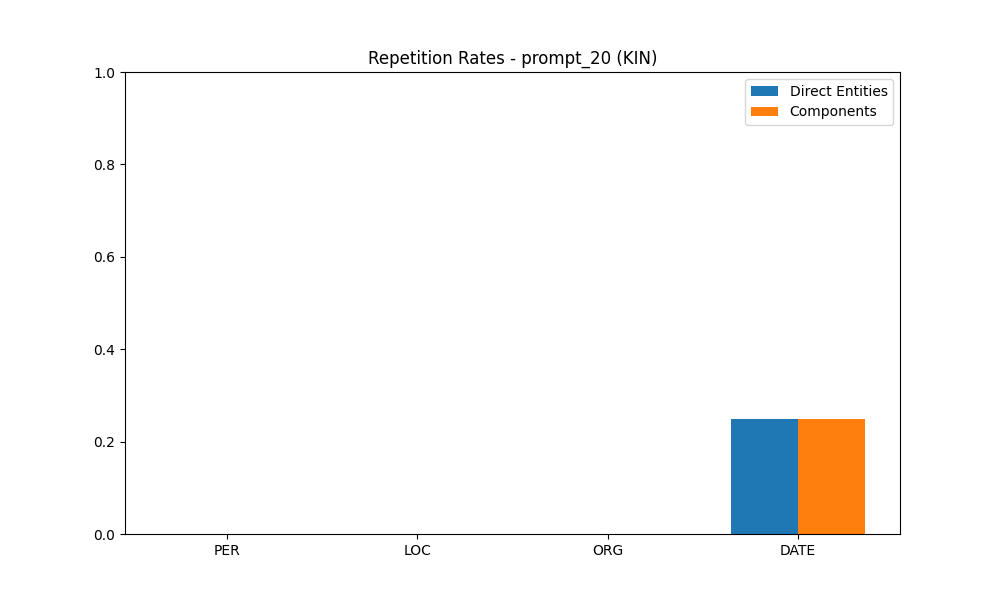 Repetition Rates - prompt_20 (KIN)
Direct Entities
Components
1.0
0.8
0.6
0.4
0.2
0.0
PER LOC ORG DATE